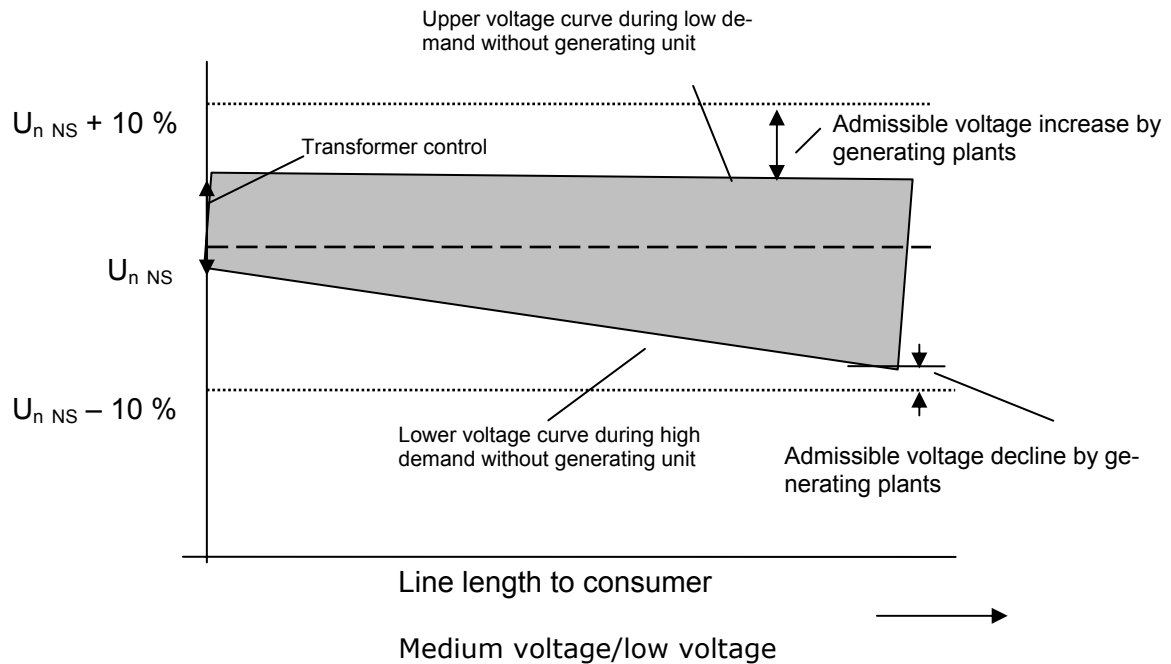 Upper voltage curve during low de-
mand without generating unit
U n NS + 10 %
Admissible voltage increase by
generating plants
Transformer control
U n NS
U n NS – 10 %
Lower voltage curve during high
demand without generating unit
Admissible voltage decline by ge-
nerating plants
Line length to consumer
Medium voltage/low voltage